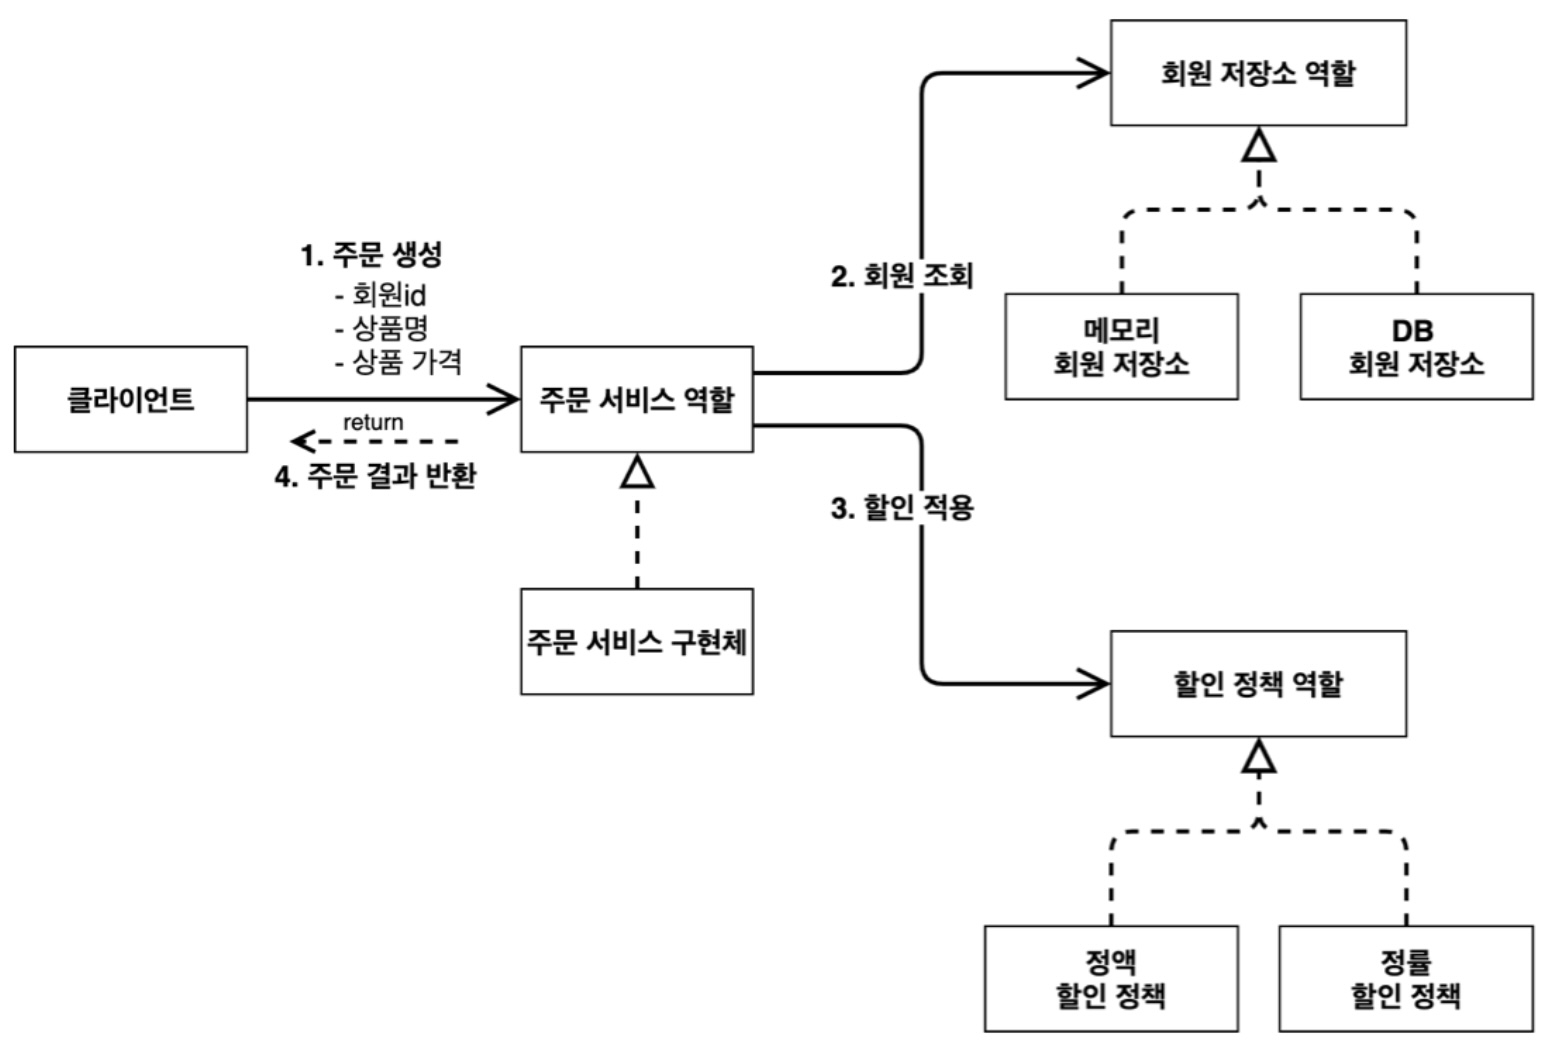 회원 저장소 역할
1. 주문 생성
- 회원id
- 상품명
- 상품 가격
2. 회원 조회
메모리
회원 저장소
DB
회원 저장소
클라이언트
return
4. 주문 결과 반환
주문 서비스 역할
3. 할인 적용
주문 서비스 구현체
할인 정책 역할
정액
할인 정책
정률
할인 정책